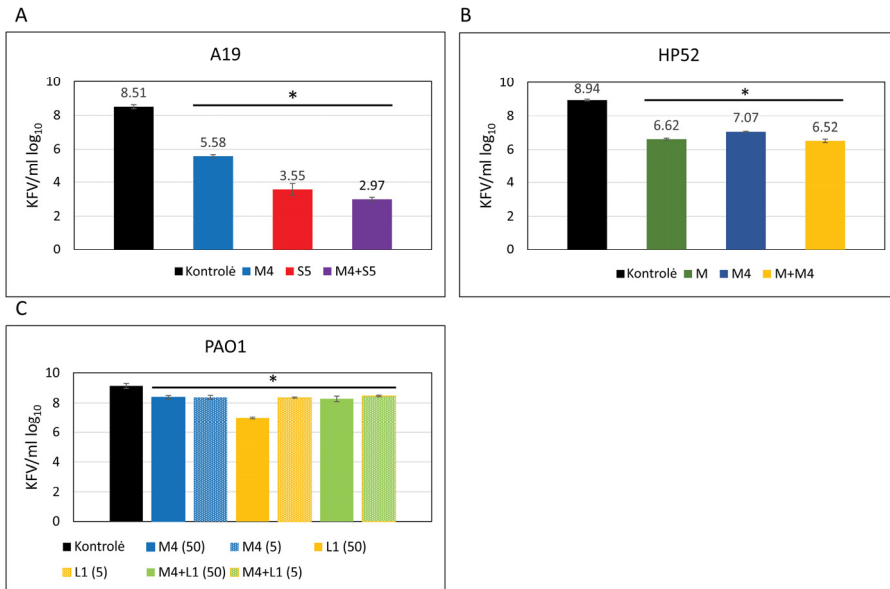 A
A19
KFV/ml log10
10
8
6
4
2
0
8.51
5.58
3.55
2.97
*
Kontrolė M4 S5 M4+S5
B
HP52
KFV/ml log10
10
8
6
4
2
0
8.94
6.62
7.07
6.52
*
Kontrolė M M4 M+M4
C
PAO1
KFV/ml log10
10
8
6
4
2
0
*
Kontrolė M4 (50) M4 (5) L1 (50)
L1 (5) M4+L1 (50) M4+L1 (5)